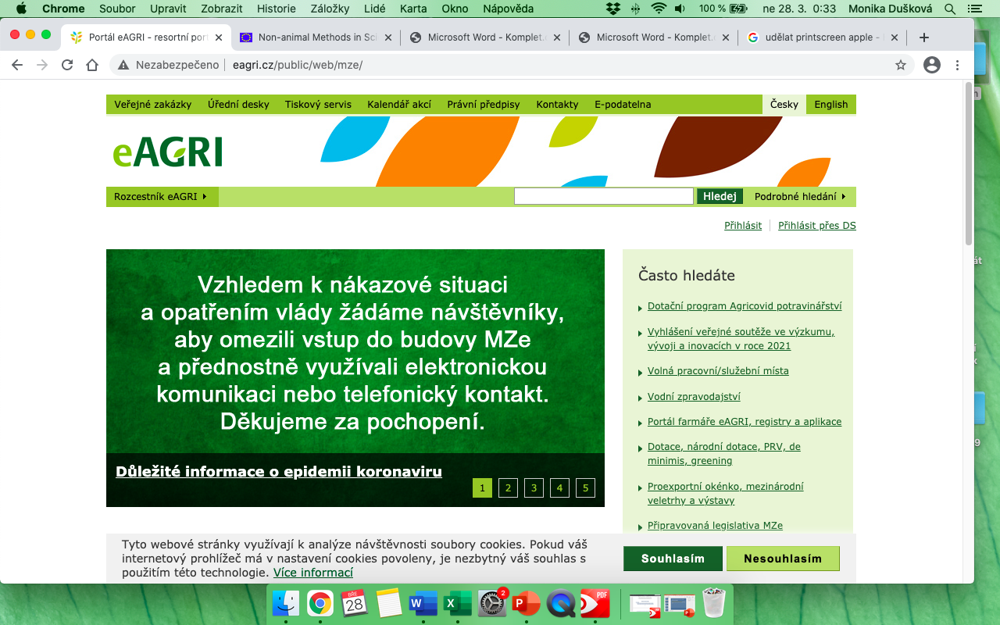 Chrome Soubor Upravit Zobrazit Historie Záložky Lidé Karta Okno Nápověda 100 % ne 28. 3. 0:33 Monika Dušková
Portál eAGRI - resortní por Non-animal Methods in Sci Microsoft Word - Komplet. Microsoft Word - Komplet. udělat printscreen apple -
Nezabezpečeno eagri.cz/public/web/mze/
Veřejné zakázky Úřední desky Tiskový servis Kalendář akcí Právní předpisy Kontakty E-podatelna Česky English
eAGRI
Rozcestník eAGRI Hledej Podrobné hledání
Přihlásit Přihlásit přes DS
Vzhledem k nákazové situaci
a opatřením vlády žádáme návštěvníky,
aby omezili vstup do budovy MZe
a přednostně využívali elektronickou
komunikaci nebo telefonický kontakt.
Děkujeme za pochopení.
Důležité informace o epidemii koronaviru
1 2 3 4 5
Často hledáte
Dotační program Agricovid potravinářství
Vyhlášení veřejné soutěže ve výzkumu,
vývoji a inovacích v roce 2021
Volná pracovní/služební místa
Vodní zpravodajství
Portál farmáře eAGRI, registry a aplikace
Dotace, národní dotace, PRV, de
minimis, greening
Proexportní okénko, mezinárodní
veletrhy a výstavy
Připravovaná legislativa MZe
Tyto webové stránky využívají k analýze návštěvnosti soubory cookies. Pokud váš
internetový prohlížeč má v nastavení cookies povoleny, je nezbytný váš souhlas s
použitím této technologie. Více informací
Souhlasím Nesouhlasím
BŘE
28
2
PDF